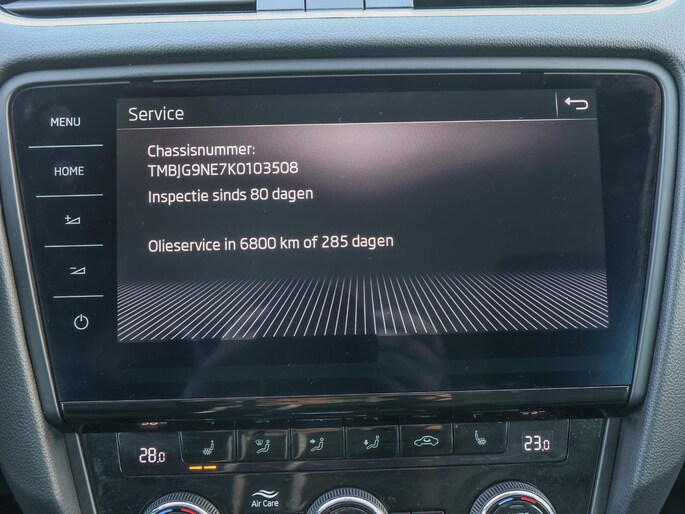 Service
MENU
HOME
Chassisnummer:
TMBJG9NE7K0103508
Inspectie sinds 80 dagen
Olieservice in 6800 km of 285 dagen
28.0
23.0
Air Care